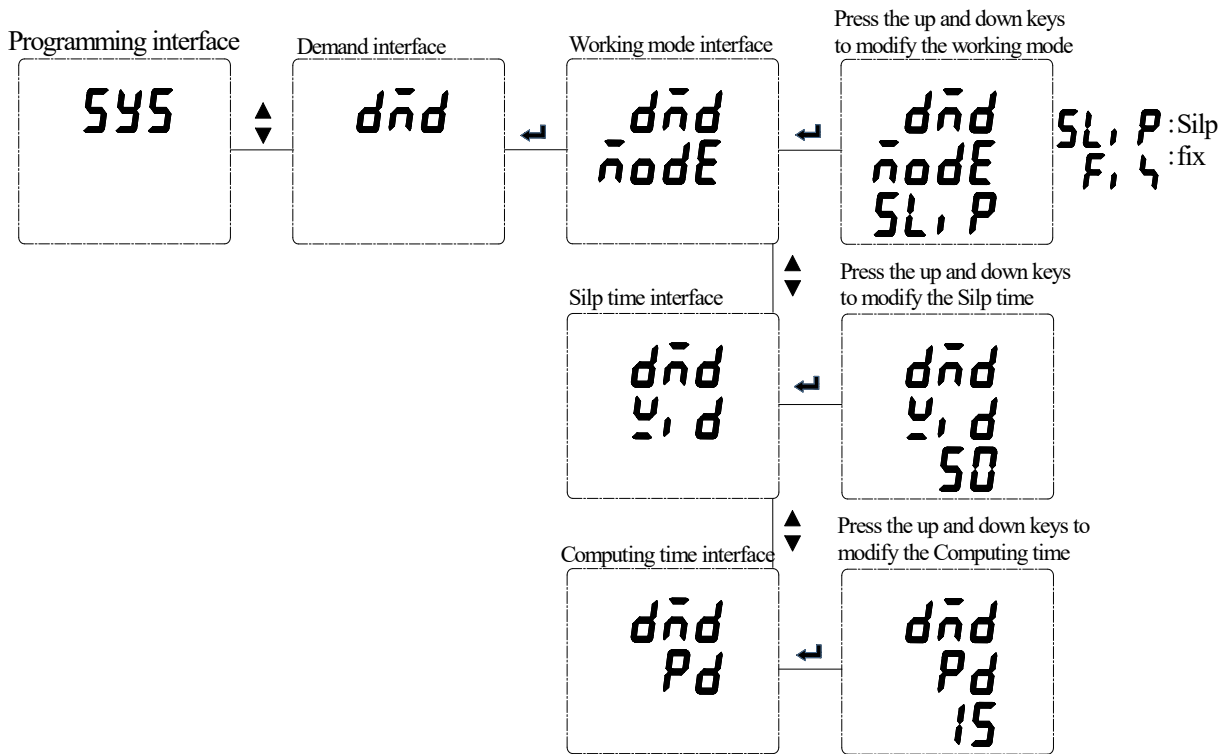 Programming interface
SYS
Demand interface
dmd
Working mode interface
dmd
modE
Press the up and down keys
to modify the working mode
dmd
modE
SLiP
SLiP :Silp
Fix :fix
Silp time interface
dmd
Wid
Press the up and down keys
to modify the Silp time
dmd
Wid
50
Computing time interface
dmd
Pd
Press the up and down keys to
modify the Computing time
dmd
Pd
15